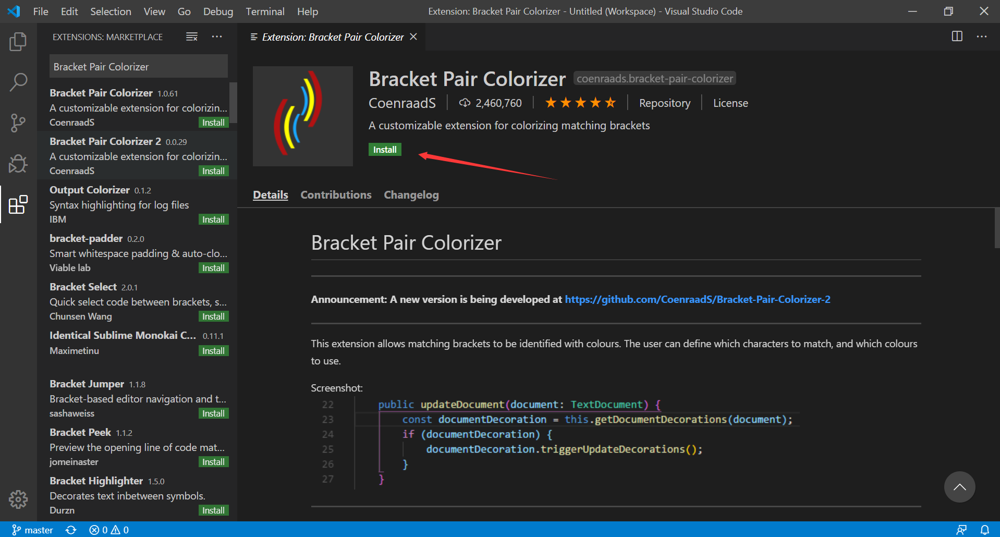 File Edit Selection View Go Debug Terminal Help
Extension: Bracket Pair Colorizer - Untitled (Workspace) - Visual Studio Code
EXTENSIONS: MARKETPLACE
Bracket Pair Colorizer
Bracket Pair Colorizer 1.0.61
A customizable extension for colorizin...
CoenraadS Install
Bracket Pair Colorizer 2 0.0.29
A customizable extension for colorizin...
CoenraadS Install
Output Colorizer 0.1.2
Syntax highlighting for log files
IBM Install
bracket-padder 0.2.0
Smart whitespace padding & auto-clo...
Viable lab Install
Bracket Select 2.0.1
Quick select code between brackets, s...
Chunsen Wang Install
Identical Sublime Monokai C... 0.11.1
Maximetinu Install
Bracket Jumper 1.1.8
Bracket-based editor navigation and t...
sashaweiss Install
Bracket Peek 1.1.2
Preview the opening line of code mat...
jomeinaster Install
Bracket Highlighter 1.5.0
Decorates text inbetween symbols.
Durzn Install
Extension: Bracket Pair Colorizer
Bracket Pair Colorizer coenraads.bracket-pair-colorizer
CoenraadS 2,460,760 Repository License
A customizable extension for colorizing matching brackets
Install
Details Contributions Changelog
Bracket Pair Colorizer
Announcement: A new version is being developed at https://github.com/CoenraadS/Bracket-Pair-Colorizer-2
This extension allows matching brackets to be identified with colours. The user can define which characters to match, and which colours
to use.
Screenshot:
22 public updateDocument(document: TextDocument) {
23 const documentDecoration = this.getDocumentDecorations(document);
24 if (documentDecoration) {
25 documentDecoration.triggerUpdateDecorations();
26 }
27 }
master 0 0